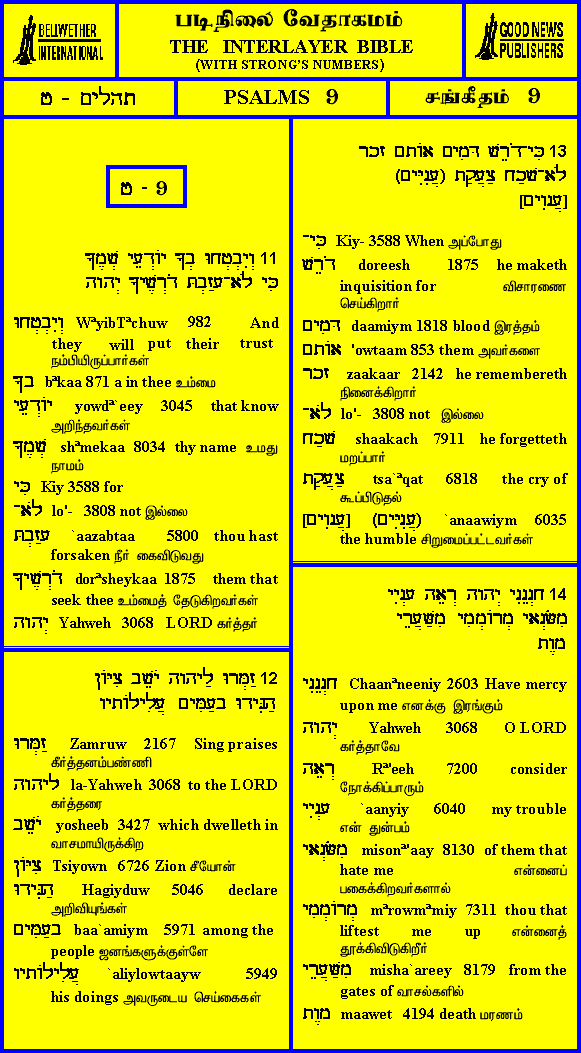 BELLWETHER
INTERNATIONAL
படிநிலை வேதாகமம்
THE INTERLAYER BIBLE
(WITH STRONG'S NUMBERS)
GOOD NEWS
PUBLISHERS
תהלים - ט
PSALMS 9
சங்கீதம் 9
ט - 9
11 וְיִבְטְחוּ בְךָ יוֹדְעֵי שְׁמֶךָ
כִּי לֹא־עָזַבְתָּ דֹרְשֶׁיךָ יְהוָה
וְיִבְטְחוּ WᵃyibTᵃchuw 982 And
they will put their trust
நம்பியிருப்பார்கள்
בְךָ bᵃkaa 871 a in thee உம்மை
יוֹדְעֵי yowdᵃ`eey 3045 that know
அறிந்தவர்கள்
שְׁמֶךָ shᵃmekaa 8034 thy name உமது
நாமம்
כִּי Kiy 3588 for
לֹא־ lo'- 3808 not இல்லை
עָזַבְתָּ `aazabtaa 5800 thou hast
forsaken நீர் கைவிடுவது
דֹרְשֶׁיךָ dorᵃsheykaa 1875 them that
seek thee உம்மைத் தேடுகிறவர்கள்
יְהוָה Yahweh 3068 LORD கர்த்தர்
12 זַמְּרוּ לַיהוָה יֹשֵׁב צִיּוֹן
הַגִּידוּ בָעַמִּים עֲלִילוֹתָיו
זַמְּרוּ Zamruw 2167 Sing praises
கீர்த்தனம்பண்ணி
לַיהוָה la-Yahweh 3068 to the LORD
கர்த்தரை
יֹשֵׁב yosheeb 3427 which dwelleth in
வாசமாயிருக்கிற
צִיּוֹן Tsiyown 6726 Zion சீயோன்
הַגִּידוּ Hagiyduw 5046 declare
அறிவியுங்கள்
בָעַמִּים baa`amiym 5971 among the
people ஜனங்களுக்குள்ளே
עֲלִילוֹתָיו `aliylowtaayw 5949
his doings அவருடைய செய்கைகள்
13 כִּי־דֹרֵשׁ דָּמִים אוֹתָם זָכָר
לֹא־שָׁכַח צַעֲקַת (עֲנִיִּים)
[עֲנָוִים]
כִּי־ Kiy- 3588 When அப்போது
דֹרֵשׁ doreesh 1875 he maketh
inquisition for விசாரணை
செய்கிறார்
דָּמִים daamiym 1818 blood இரத்தம்
אוֹתָם 'owtaam 853 them அவர்களை
זָכָר zaakaar 2142 he remembereth
நினைக்கிறார்
לֹא־ lo'- 3808 not இல்லை
שָׁכַח shaakach 7911 he forgetteth
மறப்பார்
צַעֲקַת tsa`ᵃqat 6818 the cry of
கூப்பிடுதல்
(עֲנִיִּים) [עֲנָוִים] `anaawiym 6035
the humble சிறுமைப்பட்டவர்கள்
14 חָנְנֵנִי יְהוָה רְאֵה עָנְיִי
מִשֹּׂנְאָי מְרוֹמְמִי מִשַּׁעֲרֵי
מָוֶת
חָנְנֵנִי Chaanᵃneeniy 2603 Have mercy
upon me எனக்கு இரங்கும்
יְהוָה Yahweh 3068 O LORD
கர்த்தாவே
רְאֵה Rᵃ'eeh 7200 consider
நோக்கிப்பாரும்
עָנְיִי `aanyiy 6040 my trouble
என் துன்பம்
מִשֹּׂנְאָי misonᵃ'aay 8130 of them that
hate me என்னைப்
பகைக்கிறவர்களால்
מְרוֹמְמִי mᵃrowmᵃmiy 7311 thou that
liftest me up என்னைத்
தூக்கிவிடுகிறீர்
מִשַּׁעֲרֵי misha`areey 8179 from the
gates of வாசல்களில்
מָוֶת maawet 4194 death மரணம்